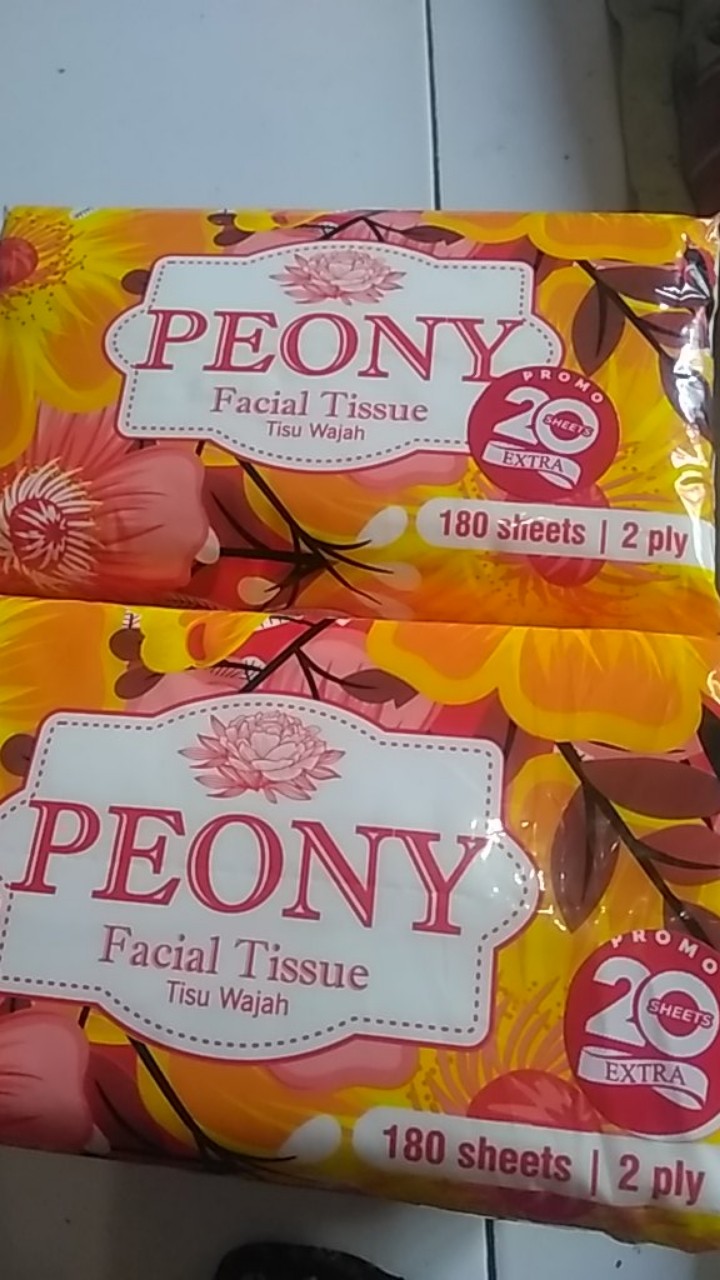 PEONY
Facial Tissue
Tisu Wajah
PROMO
20
SHEETS
EXTRA
180 sheets | 2 ply
PEONY
Facial Tissue
Tisu Wajah
PROMO
20
SHEETS
EXTRA
180 sheets | 2 ply